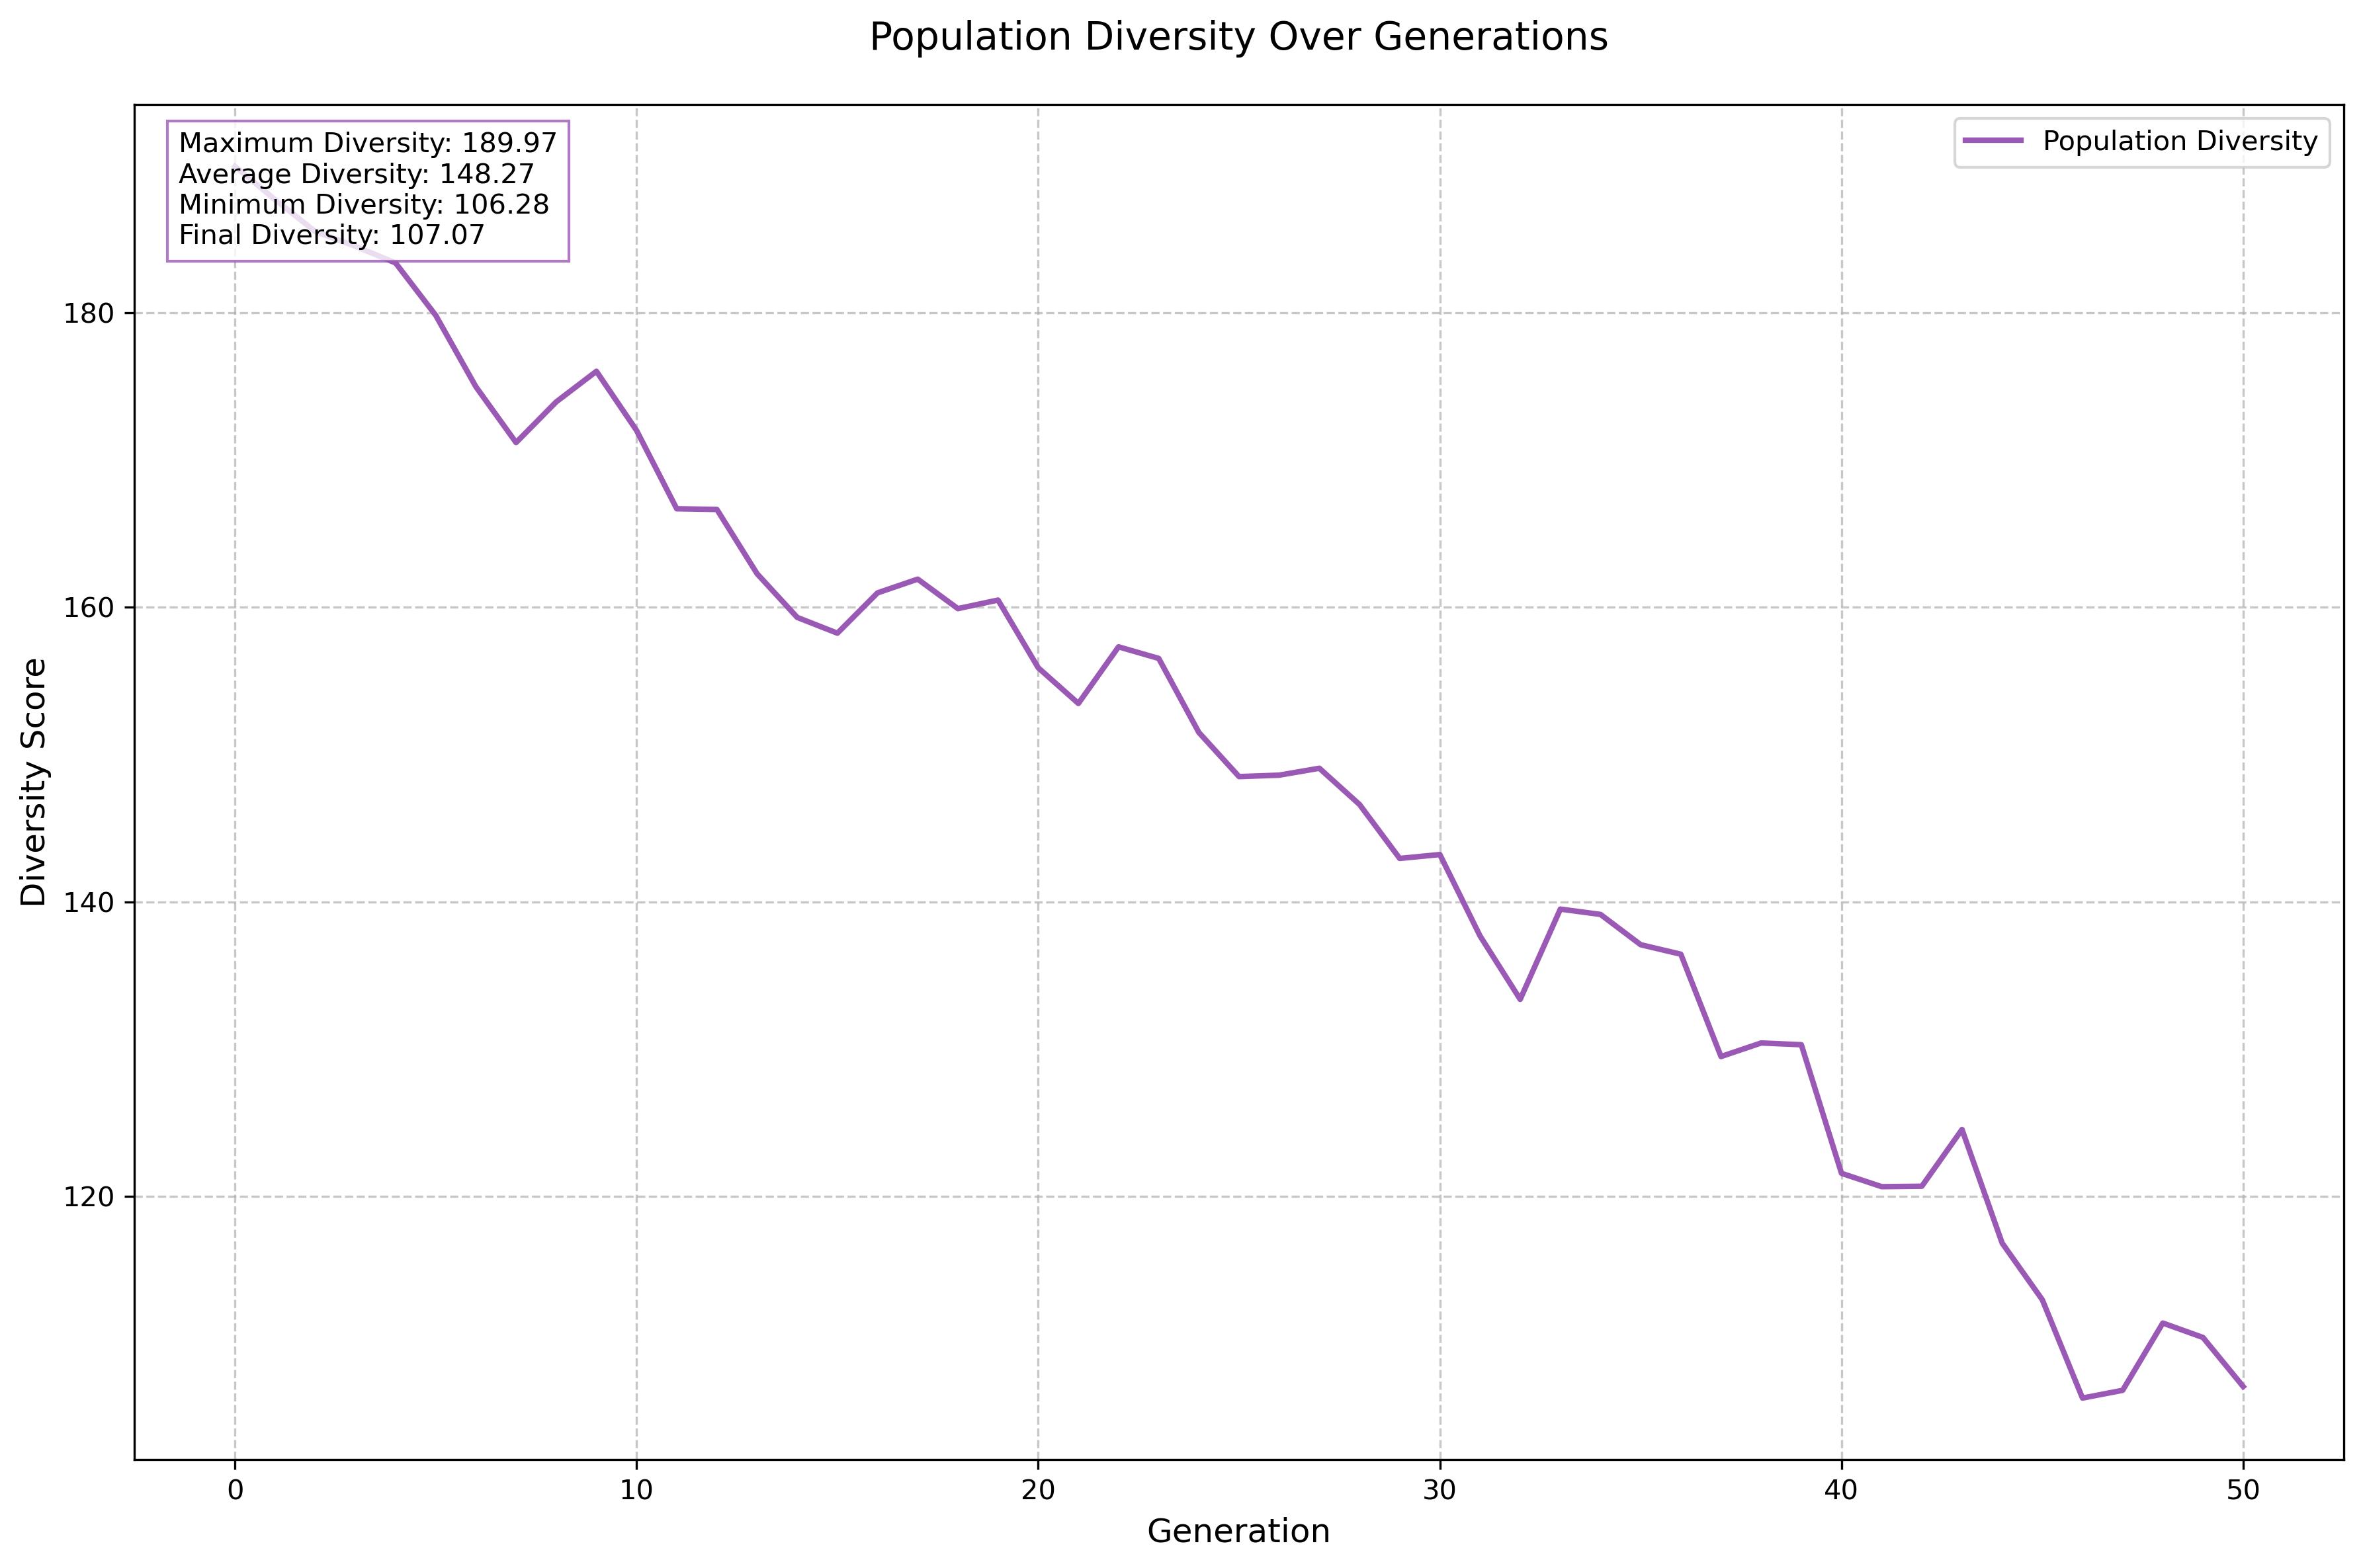 Population Diversity Over Generations
Maximum Diversity: 189.97
Average Diversity: 148.27
Minimum Diversity: 106.28
Final Diversity: 107.07
Population Diversity
Diversity Score
180
160
140
120
0 10 20 30 40 50
Generation